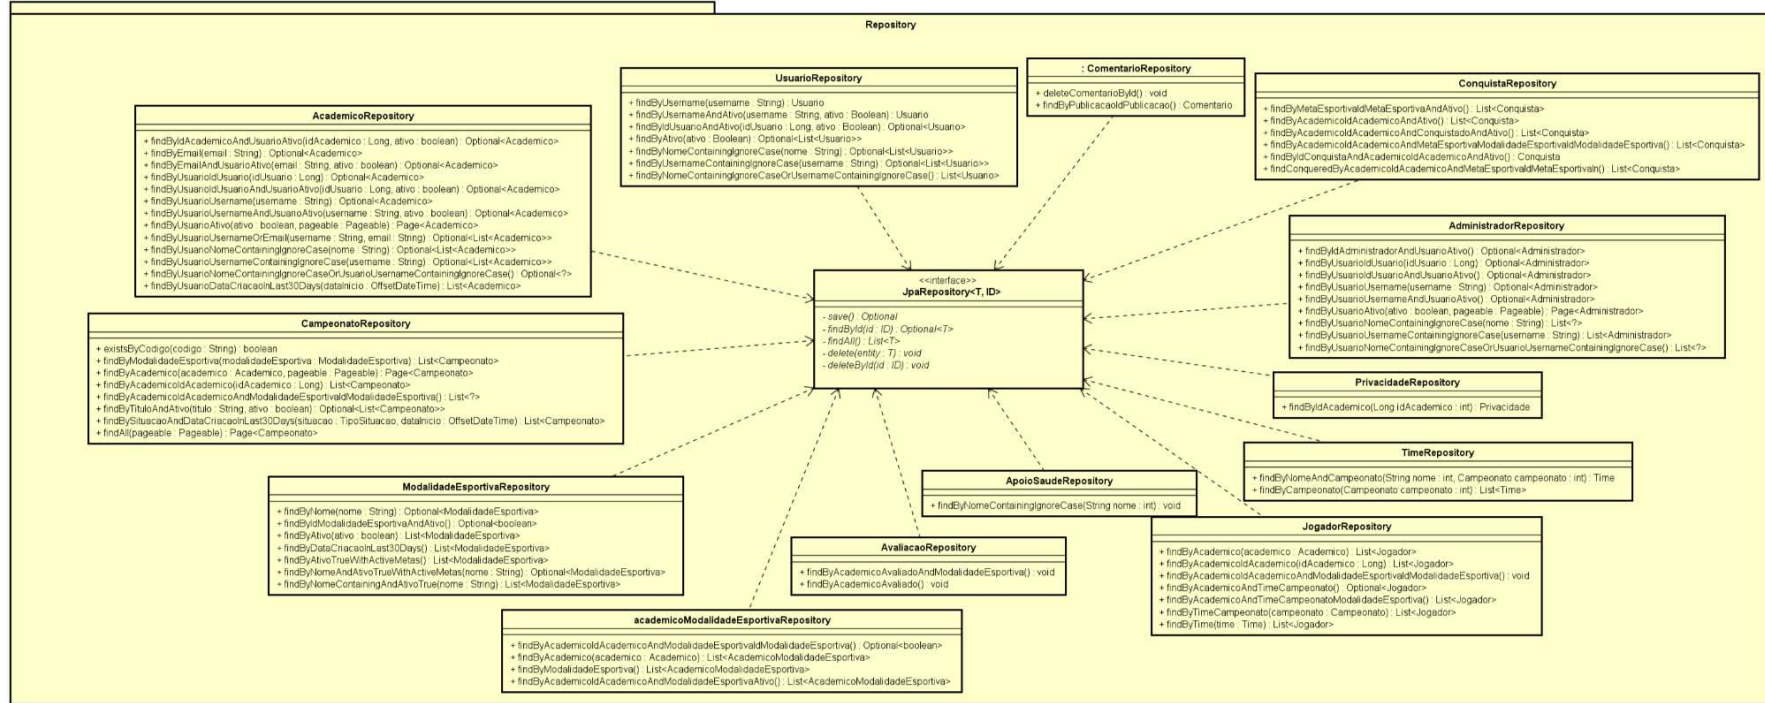 Repository
AcademicoRepository
+ findByIdAcademicoAndUsuarioAtivo(idAcademico : Long, ativo : boolean) : Optional<Academico>
+ findByEmail(email : String) : Optional<Academico>
+ findByEmailAndUsuarioAtivo(email : String, ativo : boolean) : Optional<Academico>
+ findByUsuarioIdUsuario(idUsuario : Long) : Optional<Academico>
+ findByUsuarioIdUsuarioAndUsuarioAtivo(idUsuario : Long, ativo : boolean) : Optional<Academico>
+ findByUsuarioUsername(username : String) : Optional<Academico>
+ findByUsuarioUsernameAndUsuarioAtivo(username : String, ativo : boolean) : Optional<Academico>
+ findByUsuarioAtivo(ativo : boolean, pageable : Pageable) : Page<Academico>
+ findByUsuarioUsernameOrEmail(username : String, email : String) : Optional<List<Academico>>
+ findByUsuarioNomeContainingIgnoreCase(nome : String) : Optional<List<Academico>>
+ findByUsuarioUsernameContainingIgnoreCase(username : String) : Optional<List<Academico>>
+ findByUsuarioNomeContainingIgnoreCaseOrUsuarioUsernameContainingIgnoreCase() : Optional<?>
+ findByUsuarioDataCriacaoInLast30Days(dataInicio : OffsetDateTime) : List<Academico>
UsuarioRepository
+ findByUsername(username : String) : Usuario
+ findByUsernameAndAtivo(username : String, ativo : Boolean) : Usuario
+ findByIdUsuarioAndAtivo(idUsuario : Long, ativo : Boolean) : Optional<Usuario>
+ findByAtivo(ativo : Boolean) : Optional<List<Usuario>>
+ findByNomeContainingIgnoreCase(nome : String) : Optional<List<Usuario>>
+ findByUsernameContainingIgnoreCase(username : String) : Optional<List<Usuario>>
+ findByNomeContainingIgnoreCaseOrUsernameContainingIgnoreCase() : List<Usuario>
: ComentarioRepository
+ deleteComentarioById() : void
+ findByPublicacaoIdPublicacao() : Comentario
ConquistaRepository
+ findByMetaEsportivaIdMetaEsportivaAndAtivo() : List<Conquista>
+ findByAcademicoIdAcademicoAndAtivo() : List<Conquista>
+ findByAcademicoIdAcademicoAndConquistadoAndAtivo() : List<Conquista>
+ findByAcademicoIdAcademicoAndMetaEsportivaModalidadeEsportivaIdModalidadeEsportiva() : List<Conquista>
+ findByIdConquistaAndAcademicoIdAcademicoAndAtivo() : Conquista
+ findConqueredByAcademicoIdAcademicoAndMetaEsportivaIdMetaEsportivaIn() : List<Conquista>
AdministradorRepository
+ findByIdAdministradorAndUsuarioAtivo() : Optional<Administrador>
+ findByUsuarioIdUsuario(idUsuario : Long) : Optional<Administrador>
+ findByUsuarioIdUsuarioAndUsuarioAtivo() : Optional<Administrador>
+ findByUsuarioUsername(username : String) : Optional<Administrador>
+ findByUsuarioUsernameAndUsuarioAtivo() : Optional<Administrador>
+ findByUsuarioAtivo(ativo : boolean, pageable : Pageable) : Page<Administrador>
+ findByUsuarioNomeContainingIgnoreCase(nome : String) : List<?>
+ findByUsuarioUsernameContainingIgnoreCase(username : String) : List<Administrador>
+ findByUsuarioNomeContainingIgnoreCaseOrUsuarioUsernameContainingIgnoreCase() : List<?>
<<interface>>
JpaRepository<T, ID>
- save() : Optional
- findById(id : ID) : Optional<T>
- findAll() : List<T>
- delete(entity : T) : void
- deleteById(id : ID) : void
CampeonatoRepository
+ existsByCodigo(codigo : String) : boolean
+ findByModalidadeEsportiva(modalidadeEsportiva : ModalidadeEsportiva) : List<Campeonato>
+ findByAcademico(academico : Academico, pageable : Pageable) : Page<Campeonato>
+ findByAcademicoIdAcademico(idAcademico : Long) : List<Campeonato>
+ findByAcademicoIdAcademicoAndModalidadeEsportivaIdModalidadeEsportiva() : List<?>
+ findByTituloAndAtivo(titulo : String, ativo : boolean) : Optional<List<Campeonato>>
+ findBySituacaoAndDataCriacaoInLast30Days(situacao : TipoSituacao, dataInicio : OffsetDateTime) : List<Campeonato>
+ findAll(pageable : Pageable) : Page<Campeonato>
PrivacidadeRepository
+ findByIdAcademico(Long idAcademico : int) : Privacidade
TimeRepository
+ findByNomeAndCampeonato(String nome : int, Campeonato campeonato : int) : Time
+ findByCampeonato(Campeonato campeonato : int) : List<Time>
ModalidadeEsportivaRepository
+ findByNome(nome : String) : Optional<ModalidadeEsportiva>
+ findByIdModalidadeEsportivaAndAtivo() : Optional<boolean>
+ findByAtivo(ativo : boolean) : List<ModalidadeEsportiva>
+ findByDataCriacaoInLast30Days() : List<ModalidadeEsportiva>
+ findByAtivoTrueWithActiveMetas() : List<ModalidadeEsportiva>
+ findByNomeAndAtivoTrueWithActiveMetas(nome : String) : Optional<ModalidadeEsportiva>
+ findByNomeContainingAndAtivoTrue(nome : String) : List<ModalidadeEsportiva>
ApoioSaudeRepository
+ findByNomeContainingIgnoreCase(String nome : int) : void
AvaliacaoRepository
+ findByAcademicoAvaliadoAndModalidadeEsportiva() : void
+ findByAcademicoAvaliado() : void
JogadorRepository
+ findByAcademico(academico : Academico) : List<Jogador>
+ findByAcademicoIdAcademico(idAcademico : Long) : List<Jogador>
+ findByAcademicoIdAcademicoAndModalidadeEsportivaIdModalidadeEsportiva() : void
+ findByAcademicoAndTimeCampeonato() : Optional<Jogador>
+ findByAcademicoAndTimeCampeonatoModalidadeEsportiva() : List<Jogador>
+ findByTimeCampeonato(campeonato : Campeonato) : List<Jogador>
+ findByTime(time : Time) : List<Jogador>
academicoModalidadeEsportivaRepository
+ findByAcademicoIdAcademicoAndModalidadeEsportivaIdModalidadeEsportiva() : Optional<boolean>
+ findByAcademico(academico : Academico) : List<AcademicoModalidadeEsportiva>
+ findByModalidadeEsportiva() : List<AcademicoModalidadeEsportiva>
+ findByAcademicoIdAcademicoAndModalidadeEsportivaAtivo() : List<AcademicoModalidadeEsportiva>